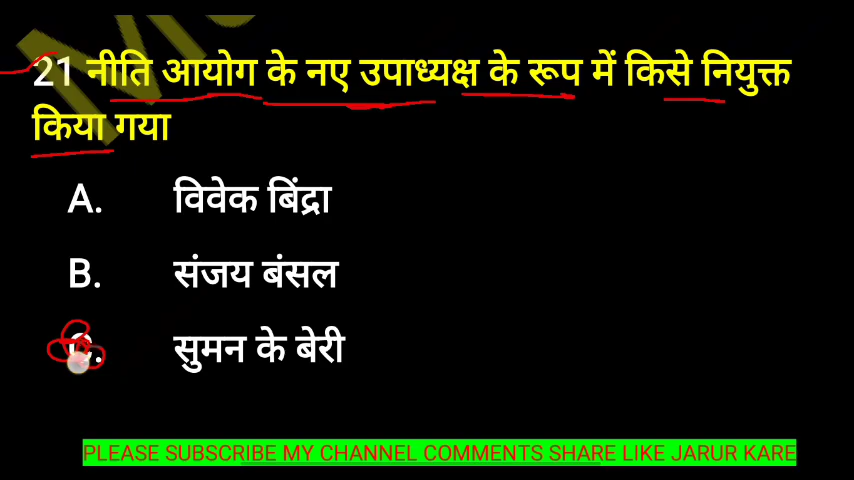 21 नीति आयोग के नए उपाध्यक्ष के रूप में किसे नियुक्त
किया गया
A. विवेक बिंद्रा
B. संजय बंसल
C. सुमन के बेरी
PLEASE SUBSCRIBE MY CHANNEL COMMENTS SHARE LIKE JARUR KARE